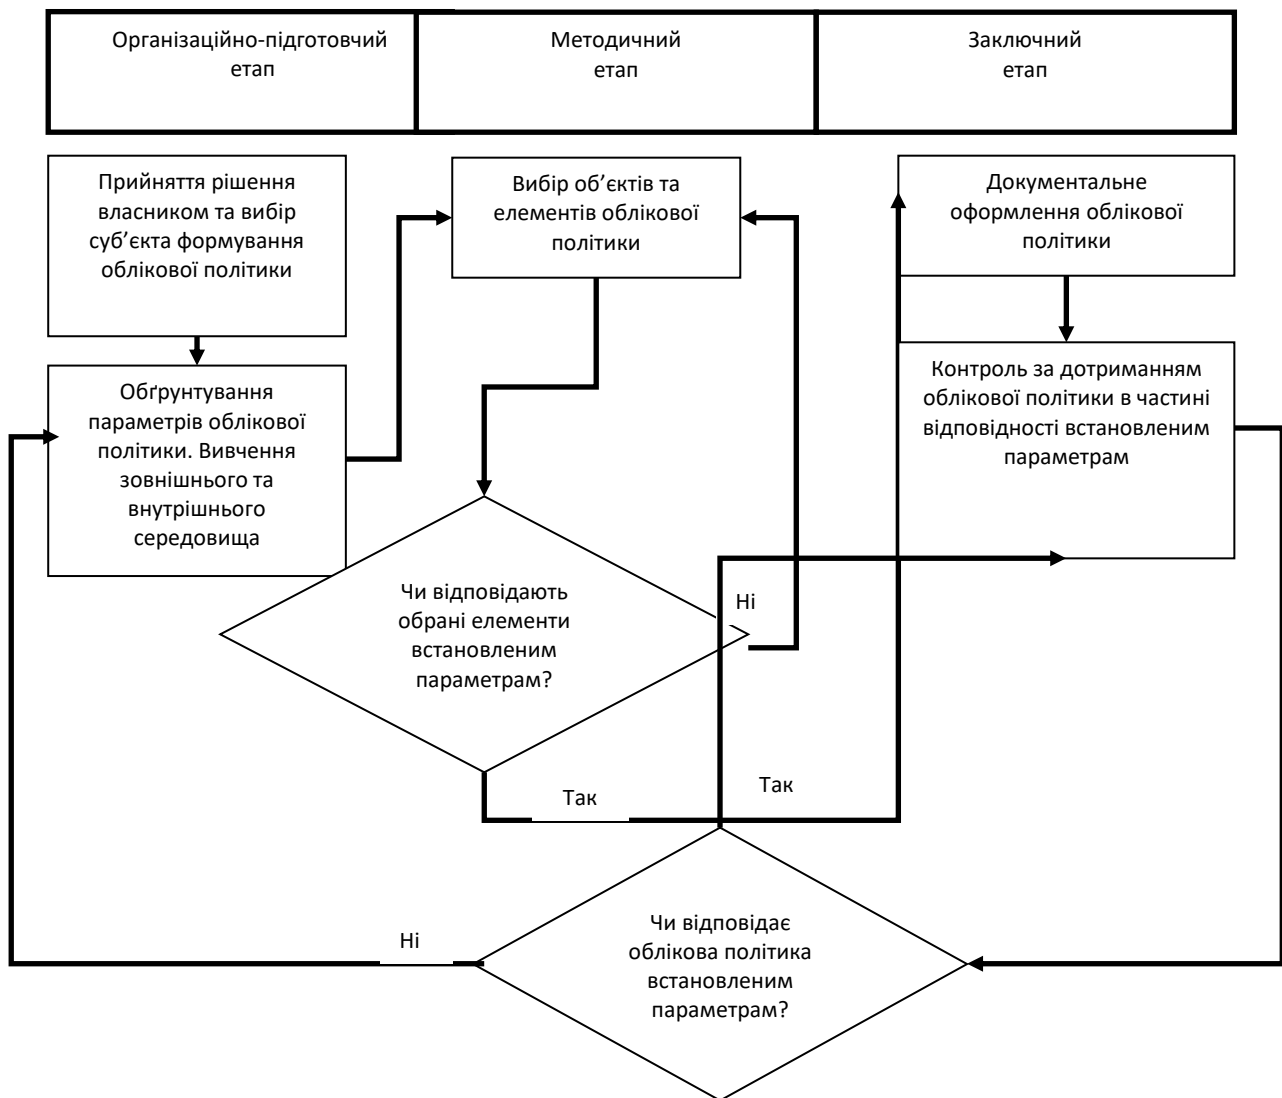 Організаційно-підготовчий
етап
Методичний
етап
Заключний
етап
Прийняття рішення
власником та вибір
суб’єкта формування
облікової політики
Вибір об’єктів та
елементів облікової
політики
Документальне
оформлення облікової
політики
Обґрунтування
параметрів облікової
політики. Вивчення
зовнішнього та
внутрішнього
середовища
Контроль за дотриманням
облікової політики в частині
відповідності встановленим
параметрам
Чи відповідають
обрані елементи
встановленим
параметрам?
Ні
Так
Так
Ні
Чи відповідає
облікова політика
встановленим
параметрам?